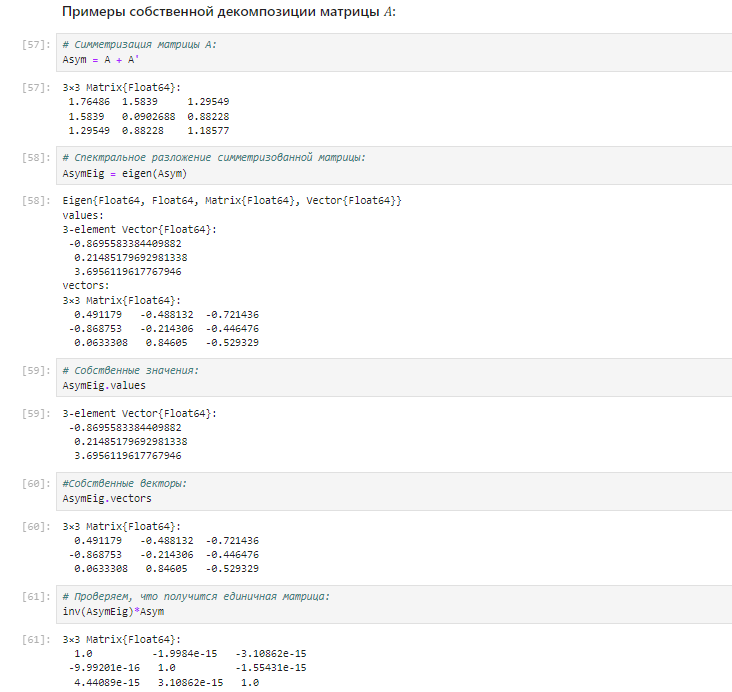 Примеры собственной декомпозиции матрицы A:
[57]: # Симметризация матрицы A:
Asym = A + A'
[57]: 3×3 Matrix{Float64}:
1.76486 1.5839 1.29549
1.5839 0.0902688 0.88228
1.29549 0.88228 1.18577
[58]: # Спектральное разложение симметризованной матрицы:
AsymEig = eigen(Asym)
[58]: Eigen{Float64, Float64, Matrix{Float64}, Vector{Float64}}
values:
3-element Vector{Float64}:
-0.8695583384409882
0.21485179692981338
3.6956119617767946
vectors:
3×3 Matrix{Float64}:
0.491179 -0.488132 -0.721436
-0.868753 -0.214306 -0.446476
0.0633308 0.84605 -0.529329
[59]: # Собственные значения:
AsymEig.values
[59]: 3-element Vector{Float64}:
-0.8695583384409882
0.21485179692981338
3.6956119617767946
[60]: #Собственные векторы:
AsymEig.vectors
[60]: 3×3 Matrix{Float64}:
0.491179 -0.488132 -0.721436
-0.868753 -0.214306 -0.446476
0.0633308 0.84605 -0.529329
[61]: # Проверяем, что получится единичная матрица:
inv(AsymEig)*Asym
[61]: 3×3 Matrix{Float64}:
1.0 -1.9984e-15 -3.10862e-15
-9.99201e-16 1.0 -1.55431e-15
4.44089e-15 3.10862e-15 1.0